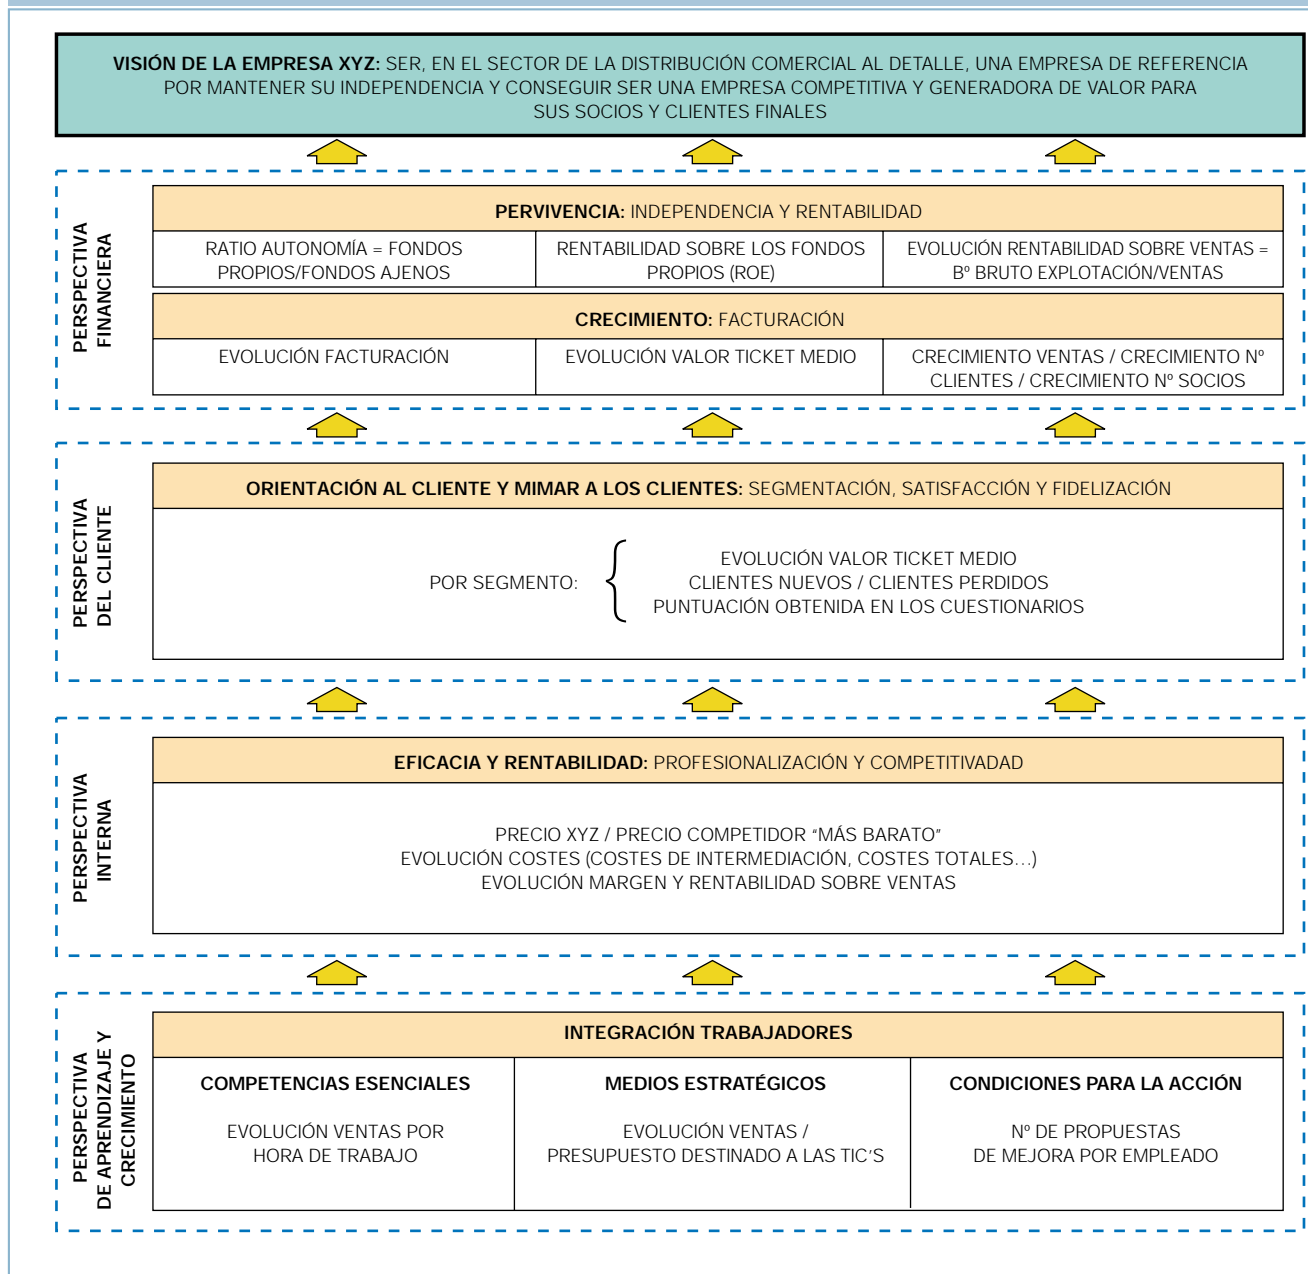 VISIÓN DE LA EMPRESA XYZ: SER, EN EL SECTOR DE LA DISTRIBUCIÓN COMERCIAL AL DETALLE, UNA EMPRESA DE REFERENCIA
POR MANTENER SU INDEPENDENCIA Y CONSEGUIR SER UNA EMPRESA COMPETITIVA Y GENERADORA DE VALOR PARA
SUS SOCIOS Y CLIENTES FINALES
PERSPECTIVA
FINANCIERA
PERVIVENCIA: INDEPENDENCIA Y RENTABILIDAD
RATIO AUTONOMÍA = FONDOS
PROPIOS/FONDOS AJENOS
RENTABILIDAD SOBRE LOS FONDOS
PROPIOS (ROE)
EVOLUCIÓN RENTABILIDAD SOBRE VENTAS =
Bº BRUTO EXPLOTACIÓN/VENTAS
CRECIMIENTO: FACTURACIÓN
EVOLUCIÓN FACTURACIÓN
EVOLUCIÓN VALOR TICKET MEDIO
CRECIMIENTO VENTAS / CRECIMIENTO Nº
CLIENTES / CRECIMIENTO Nº SOCIOS
PERSPECTIVA
DEL CLIENTE
ORIENTACIÓN AL CLIENTE Y MIMAR A LOS CLIENTES: SEGMENTACIÓN, SATISFACCIÓN Y FIDELIZACIÓN
POR SEGMENTO:
EVOLUCIÓN VALOR TICKET MEDIO
CLIENTES NUEVOS / CLIENTES PERDIDOS
PUNTUACIÓN OBTENIDA EN LOS CUESTIONARIOS
PERSPECTIVA
INTERNA
EFICACIA Y RENTABILIDAD: PROFESIONALIZACIÓN Y COMPETITIVADAD
PRECIO XYZ / PRECIO COMPETIDOR “MÁS BARATO”
EVOLUCIÓN COSTES (COSTES DE INTERMEDIACIÓN, COSTES TOTALES…)
EVOLUCIÓN MARGEN Y RENTABILIDAD SOBRE VENTAS
PERSPECTIVA
DE APRENDIZAJE Y
CRECIMIENTO
INTEGRACIÓN TRABAJADORES
COMPETENCIAS ESENCIALES
EVOLUCIÓN VENTAS POR
HORA DE TRABAJO
MEDIOS ESTRATÉGICOS
EVOLUCIÓN VENTAS /
PRESUPUESTO DESTINADO A LAS TIC’S
CONDICIONES PARA LA ACCIÓN
Nº DE PROPUESTAS
DE MEJORA POR EMPLEADO